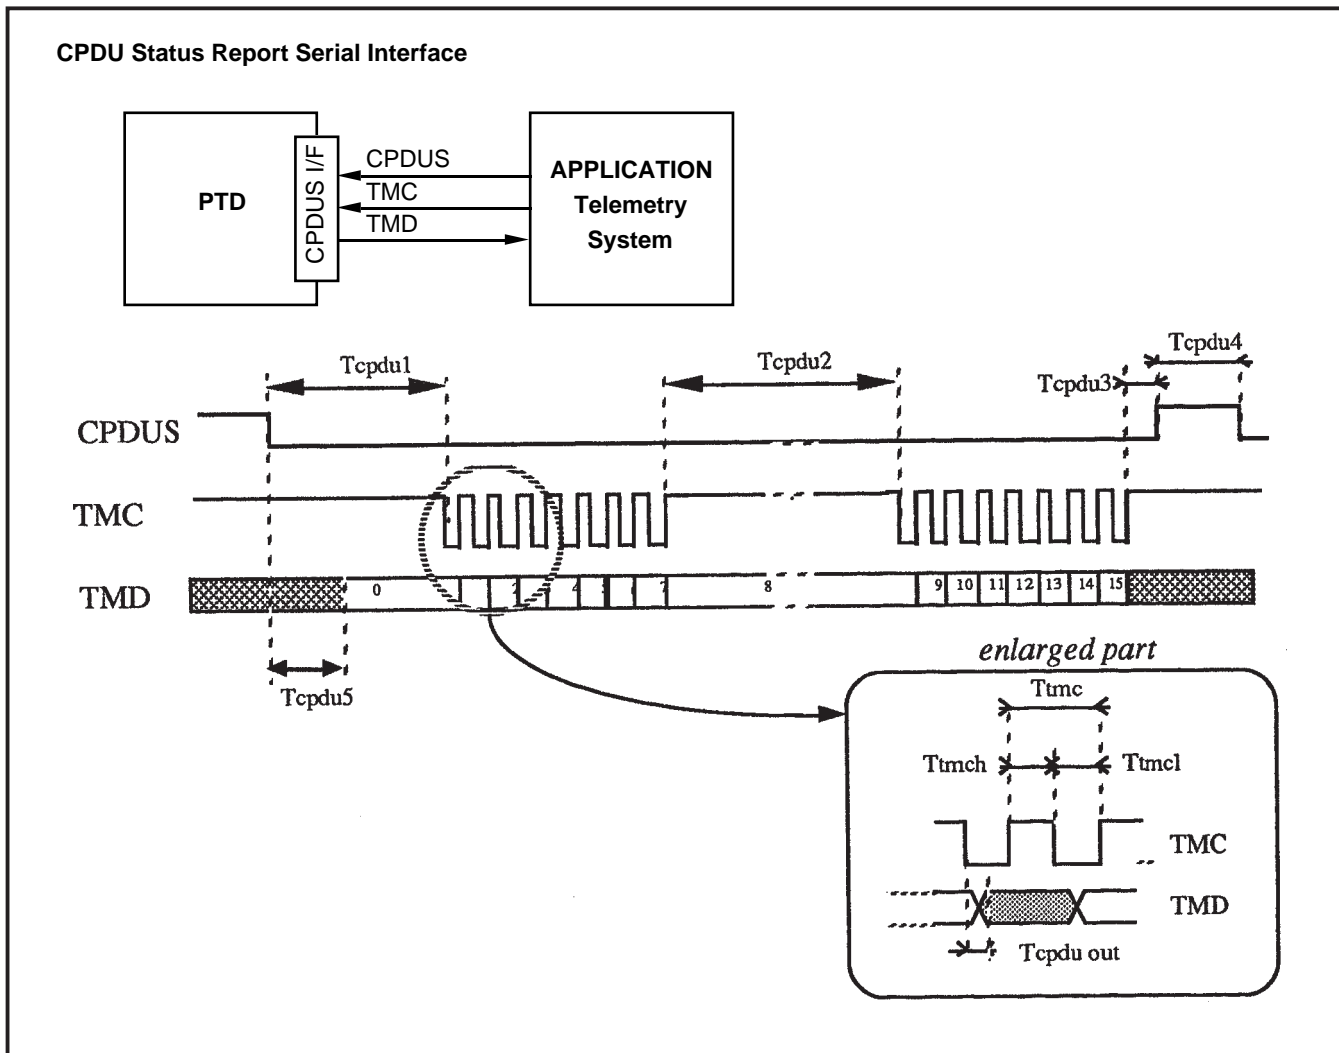 CPDU Status Report Serial Interface
PTD
CPDUS I/F
CPDUS
TMC
TMD
APPLICATION
Telemetry
System
Tcpdu1
Tcpdu2
Tcpdu3
Tcpdu4
CPDUS
TMC
TMD
0 2 4 7 8 9 10 11 12 13 14 15
Tcpdu5
enlarged part
Ttmc
Ttmch
Ttmcl
TMC
TMD
Tcpdu out